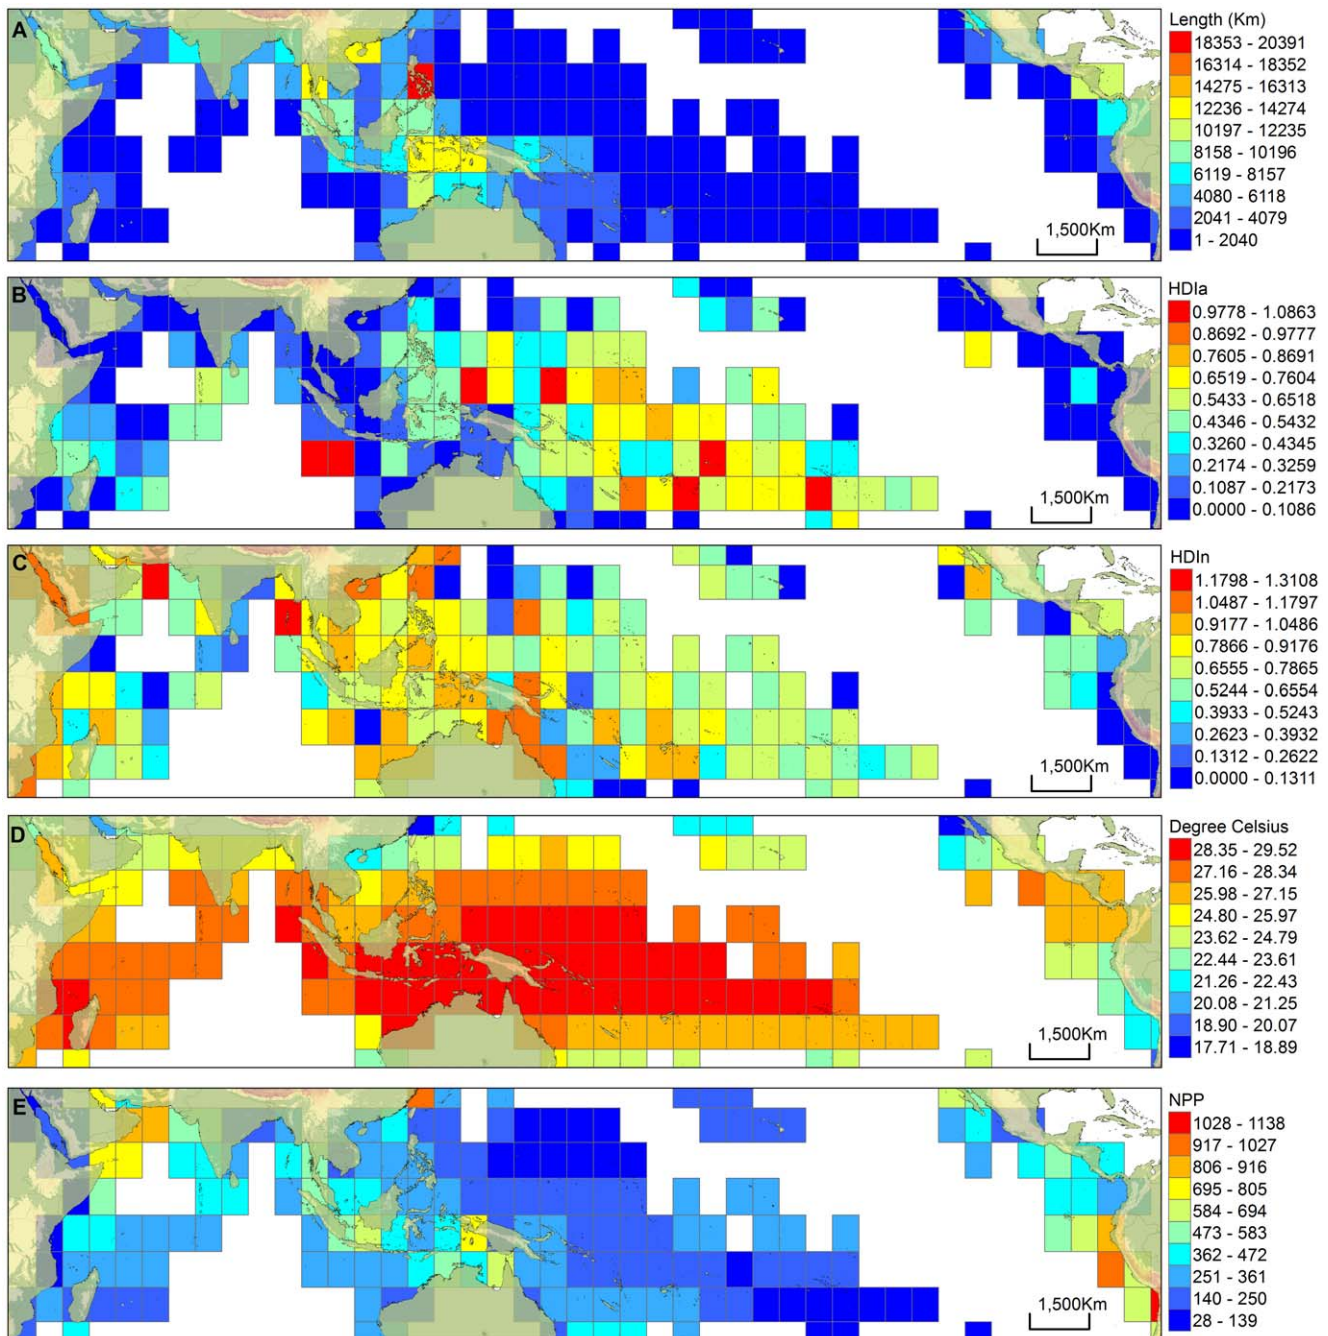 A
Length (Km)
18353 - 20391
16314 - 18352
14275 - 16313
12236 - 14274
10197 - 12235
8158 - 10196
6119 - 8157
4080 - 6118
2041 - 4079
1 - 2040
1,500Km
B
HDIa
0.9778 - 1.0863
0.8692 - 0.9777
0.7605 - 0.8691
0.6519 - 0.7604
0.5433 - 0.6518
0.4346 - 0.5432
0.3260 - 0.4345
0.2174 - 0.3259
0.1087 - 0.2173
0.0000 - 0.1086
1,500Km
C
HDIn
1.1798 - 1.3108
1.0487 - 1.1797
0.9177 - 1.0486
0.7866 - 0.9176
0.6555 - 0.7865
0.5244 - 0.6554
0.3933 - 0.5243
0.2623 - 0.3932
0.1312 - 0.2622
0.0000 - 0.1311
1,500Km
D
Degree Celsius
28.35 - 29.52
27.16 - 28.34
25.98 - 27.15
24.80 - 25.97
23.62 - 24.79
22.44 - 23.61
21.26 - 22.43
20.08 - 21.25
18.90 - 20.07
17.71 - 18.89
1,500Km
E
NPP
1028 - 1138
917 - 1027
806 - 916
695 - 805
584 - 694
473 - 583
362 - 472
251 - 361
140 - 250
28 - 139
1,500Km